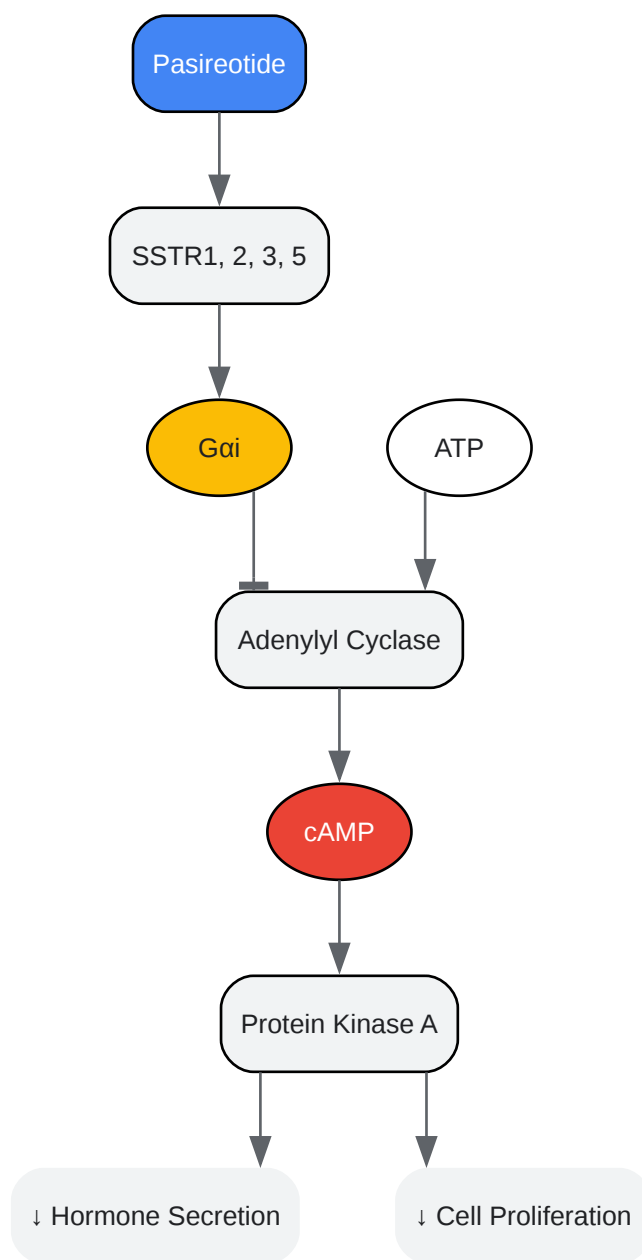 Pasireotide
SSTR1, 2, 3, 5
Gαi
ATP
Adenylyl Cyclase
cAMP
Protein Kinase A
↓ Hormone Secretion
↓ Cell Proliferation